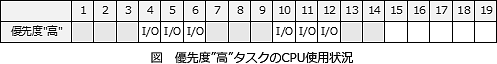 1 2 3 4 5 6 7 8 9 10 11 12 13 14 15 16 17 18 19
優先度"高" I/O I/O I/O I/O I/O I/O
図 優先度"高"タスクのCPU使用状況